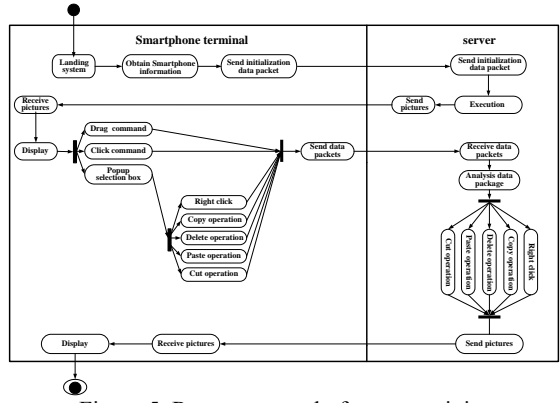 Smartphone terminal
server
Landing
system
Obtain Smartphone
information
Send initialization
data packet
Send initialization
data packet
Receive
pictures
Send
pictures
Execution
Display
Drag command
Click command
Popup
selection box
Send data
packets
Receive data
packets
Analysis data
package
Right click
Copy operation
Delete operation
Paste operation
Cut operation
Cut operation
Paste operation
Delete operation
Copy operation
Right click
Display
Receive pictures
Send pictures